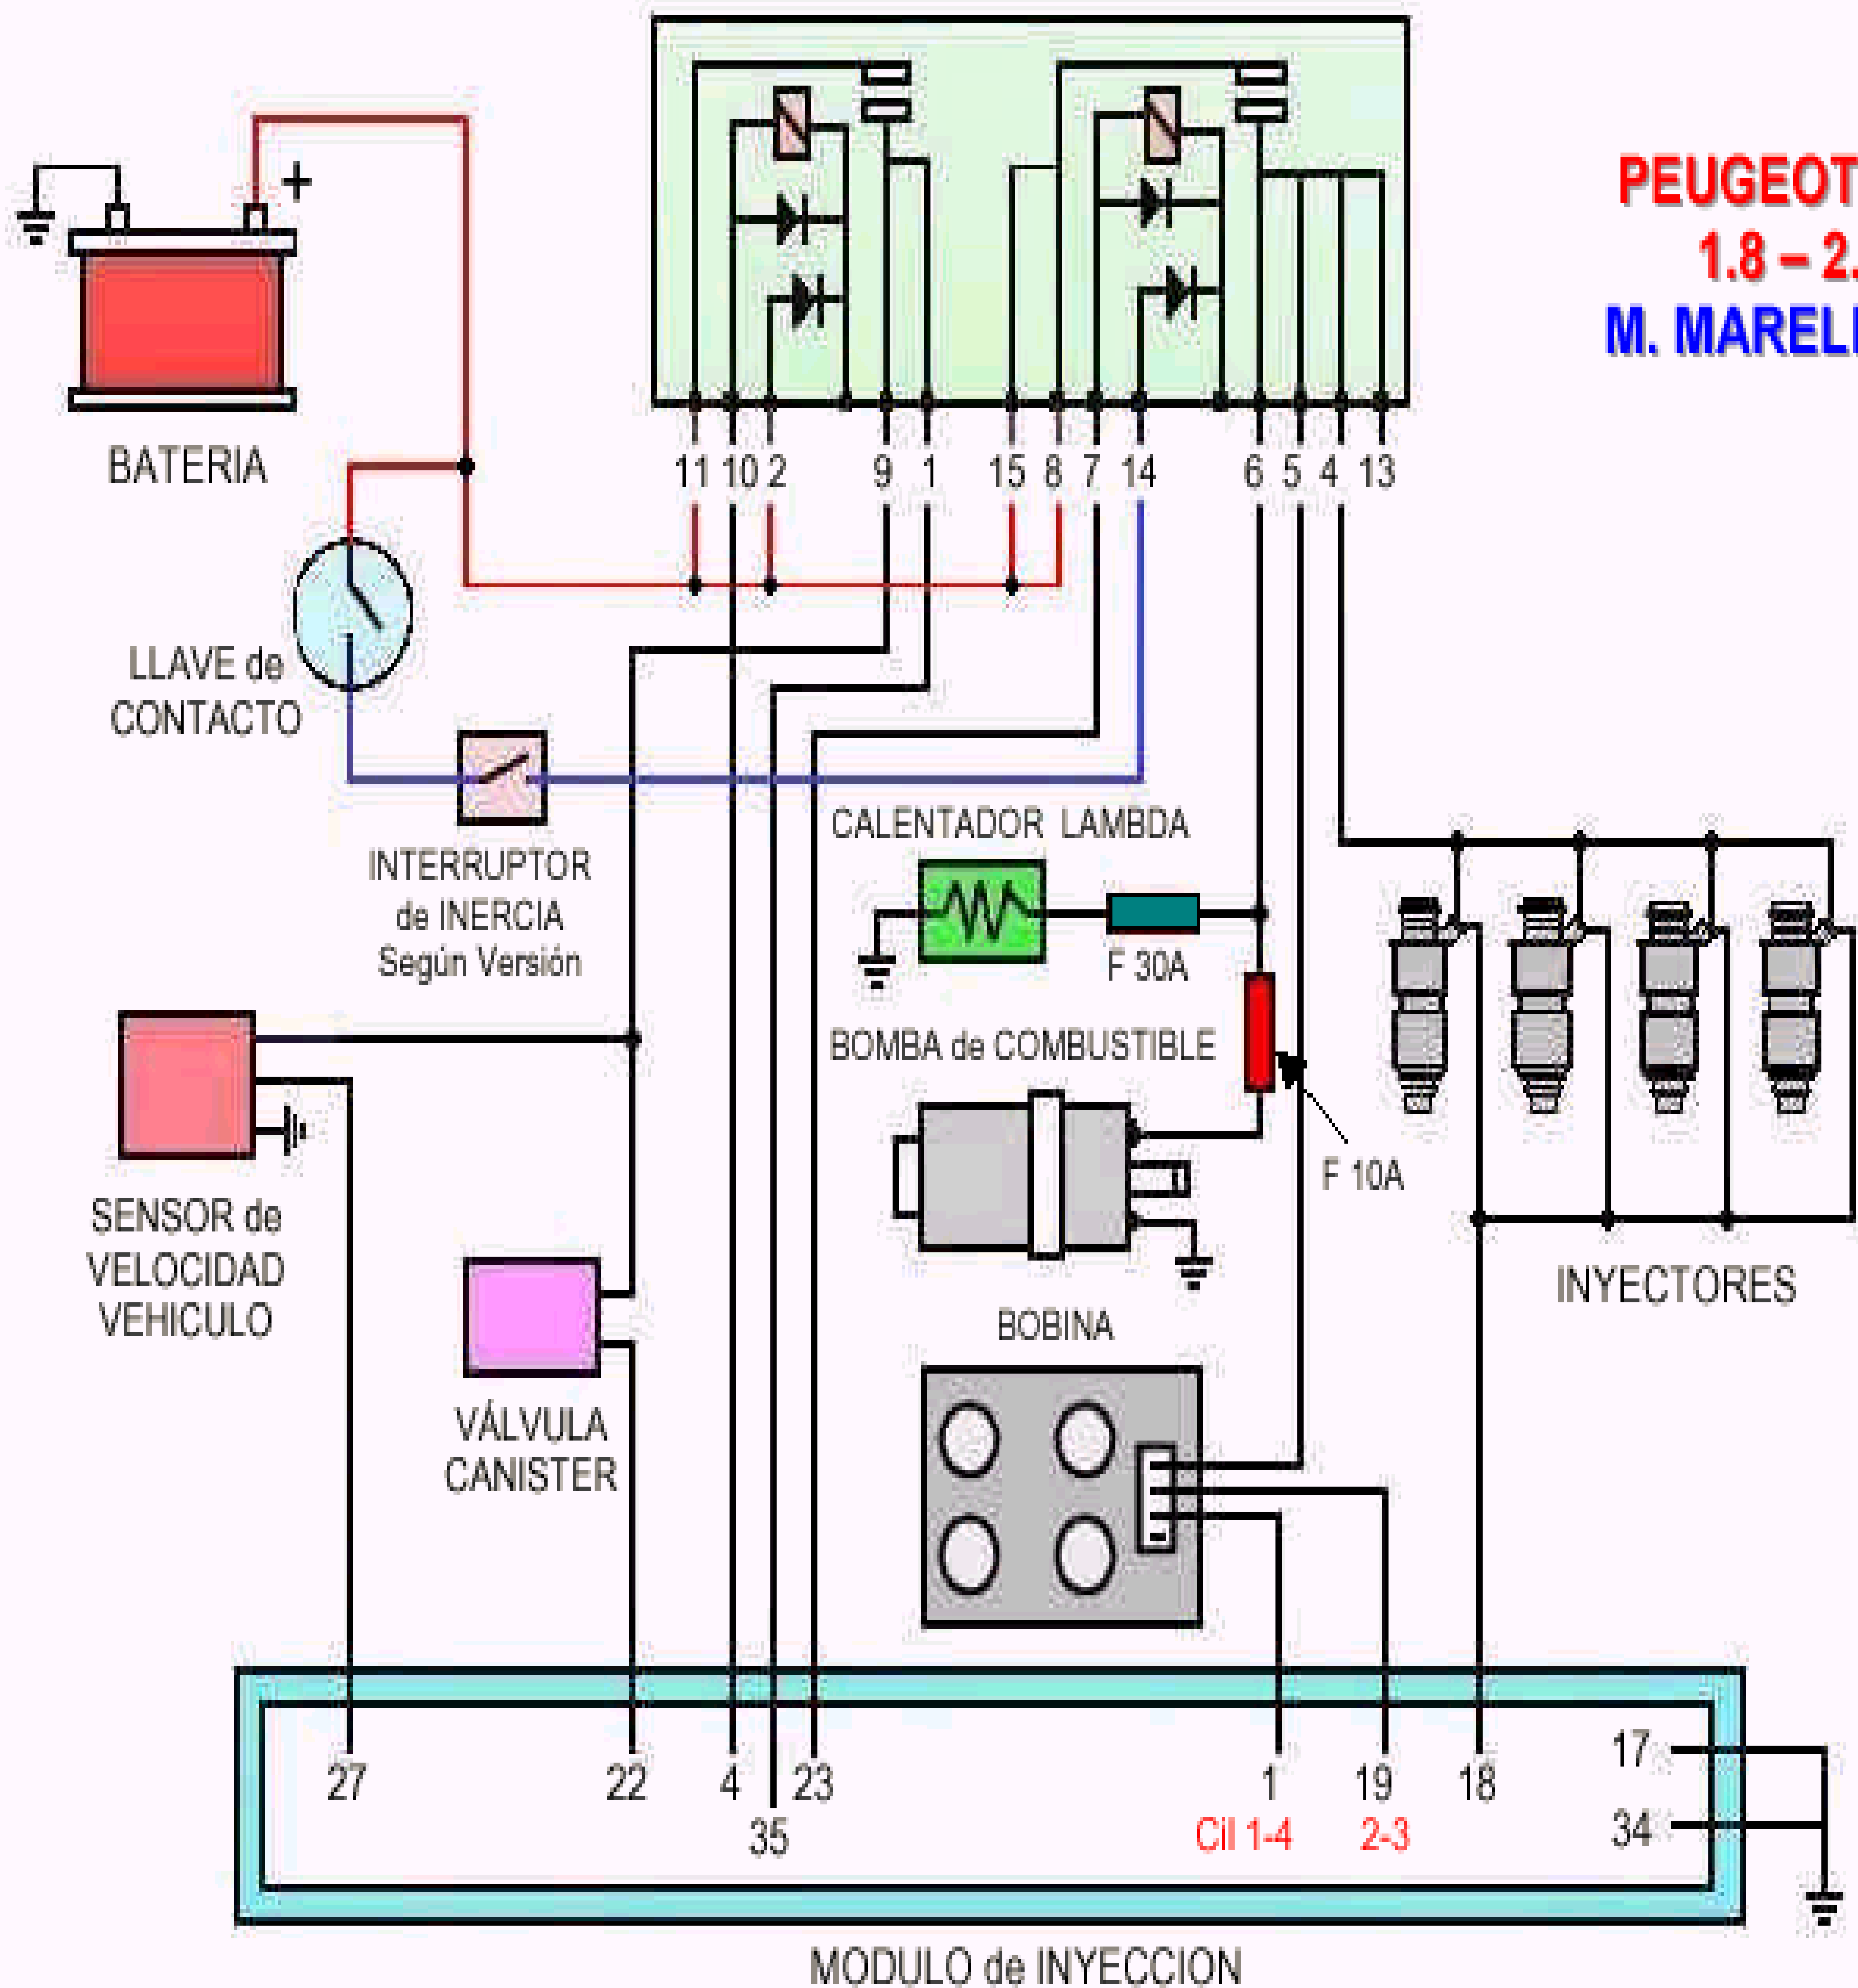 PEUGEOT
1.8 – 2.
M. MARELI
+
BATERIA
11 10 2 9 1 15 8 7 14 6 5 4 13
LLAVE de
CONTACTO
INTERRUPTOR
de INERCIA
Según Versión
CALENTADOR LAMBDA
F 30A
BOMBA de COMBUSTIBLE
F 10A
SENSOR de
VELOCIDAD
VEHICULO
INYECTORES
BOBINA
VÁLVULA
CANISTER
27 22 4 23 1 19 18 17
35 Cil 1-4 2-3 34
MODULO de INYECCION